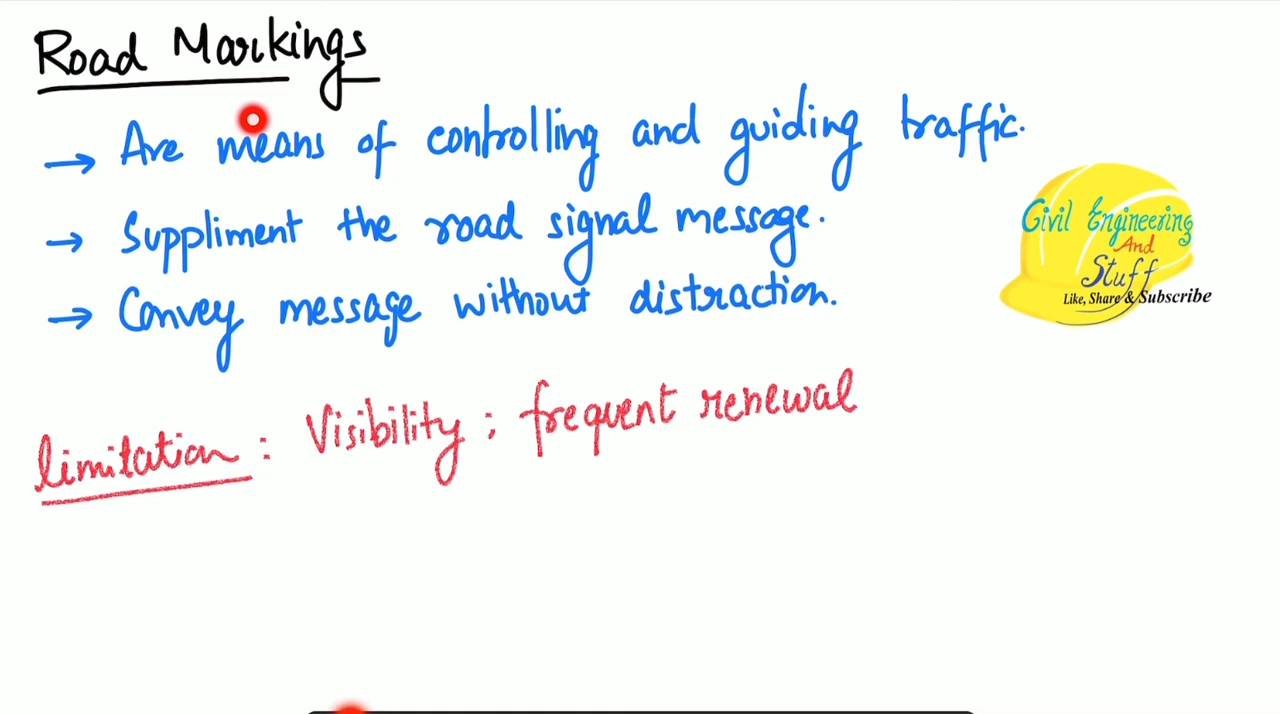 Road Markings
→ Are means of controlling and guiding traffic.
→ Suppliment the road signal message.
→ Convey message without distraction.
Civil Engineering
And
Stuff
Like, Share & Subscribe
limitation : Visibility ; frequent renewal